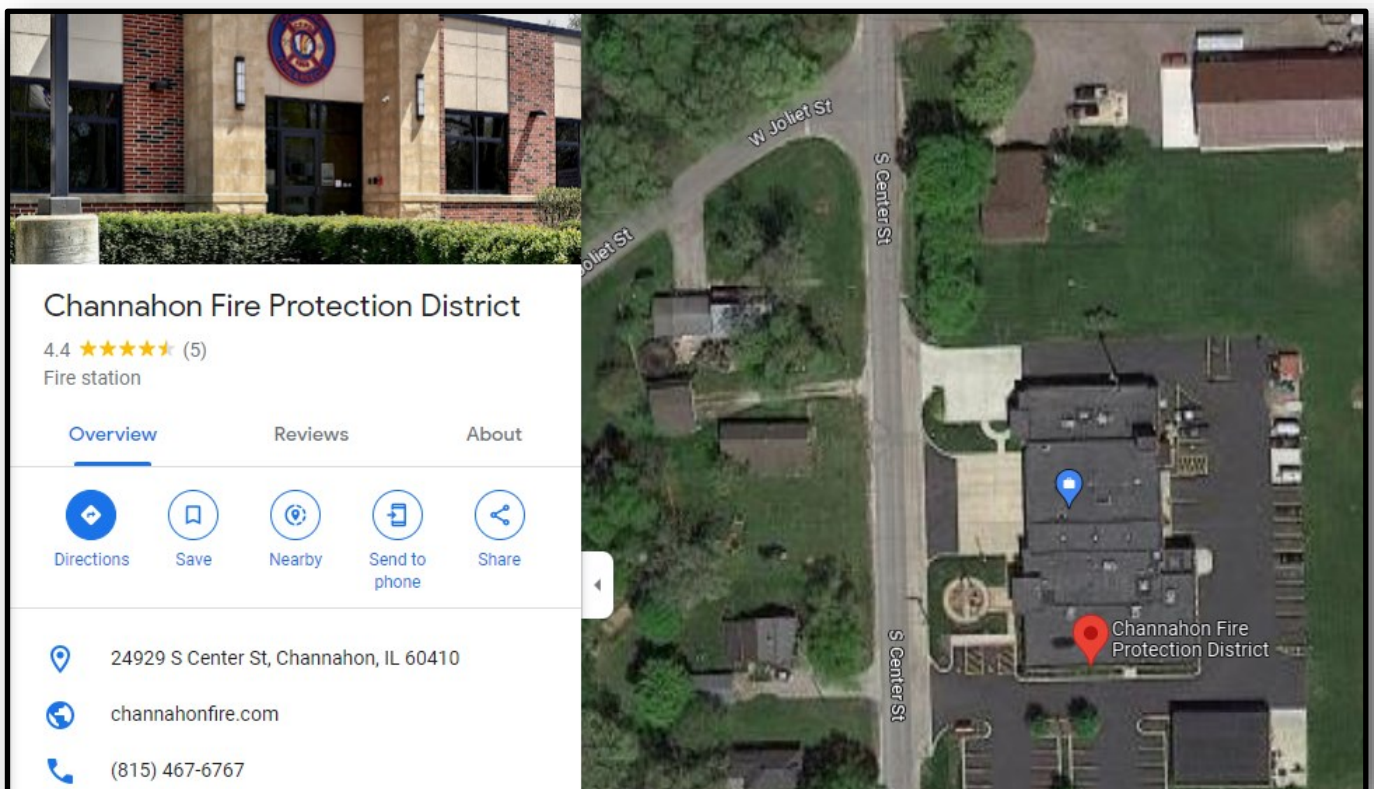 Channahon Fire Protection District
4.4 (5)
Fire station
Overview Reviews About
Directions Save Nearby Send to
phone Share
24929 S Center St, Channahon, IL 60410
channahonfire.com
(815) 467-6767
W Joliet St
S Center St
Joliet St
Channahon Fire
Protection District
S Center St